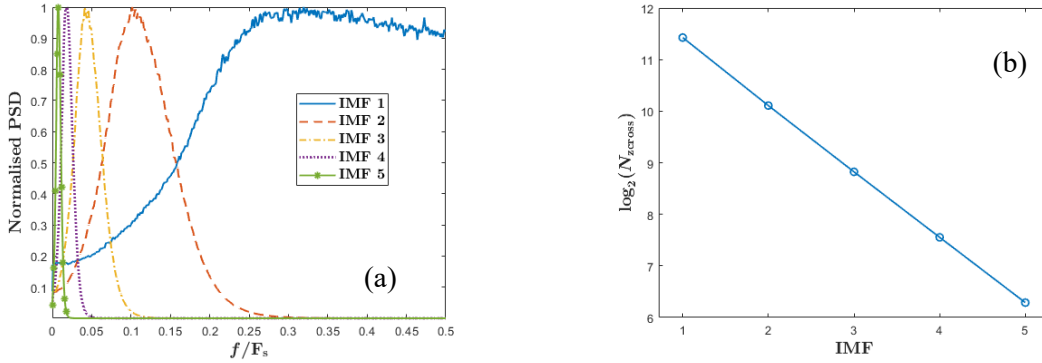 1
0.9
0.8
0.7
0.6
0.5
0.4
0.3
0.2
0.1
Normalised PSD
IMF 1
IMF 2
IMF 3
IMF 4
IMF 5
(a)
0 0.05 0.1 0.15 0.2 0.25 0.3 0.35 0.4 0.45 0.5
f/Fs
12
11
10
9
8
7
6
log2(Nzcross)
(b)
1 2 3 4 5
IMF